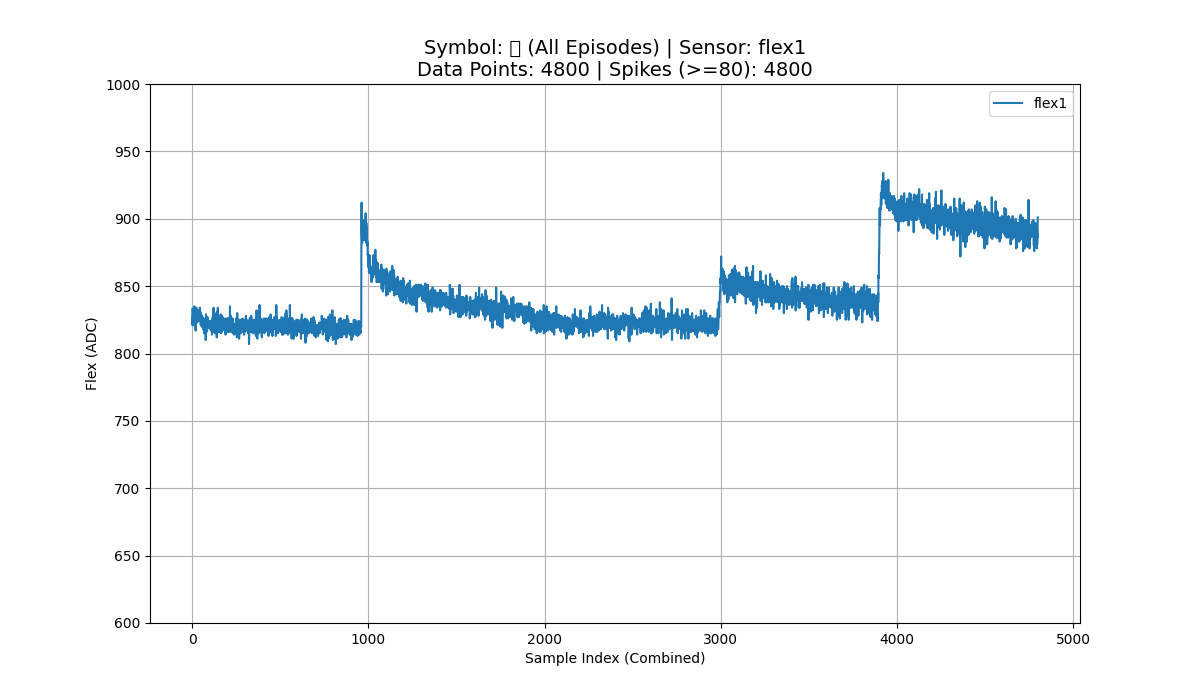 Symbol: (All Episodes) | Sensor: flex1
Data Points: 4800 | Spikes (>=80): 4800
flex1
Flex (ADC)
1000
950
900
850
800
750
700
650
600
0 1000 2000 3000 4000 5000
Sample Index (Combined)